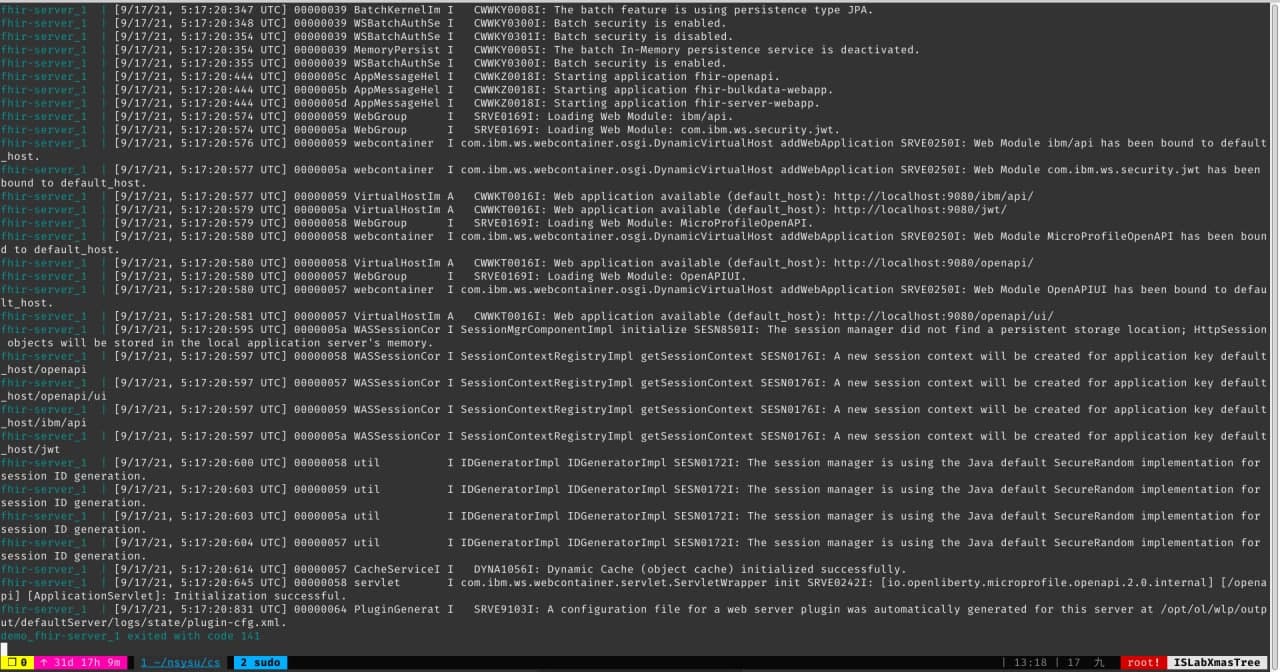 fhir-server_1  | [9/17/21, 5:17:20:347 UTC] 00000039 BatchKernelIm I   CWWKY0008I: The batch feature is using persistence type JPA.
fhir-server_1  | [9/17/21, 5:17:20:348 UTC] 00000039 WSBatchAuthSe I   CWWKY0300I: Batch security is enabled.
fhir-server_1  | [9/17/21, 5:17:20:354 UTC] 00000039 WSBatchAuthSe I   CWWKY0301I: Batch security is disabled.
fhir-server_1  | [9/17/21, 5:17:20:354 UTC] 00000039 MemoryPersist I   CWWKY0005I: The batch In-Memory persistence service is deactivated.
fhir-server_1  | [9/17/21, 5:17:20:355 UTC] 00000039 WSBatchAuthSe I   CWWKY0300I: Batch security is enabled.
fhir-server_1  | [9/17/21, 5:17:20:444 UTC] 0000005c AppMessageHel I   CWWKZ0018I: Starting application fhir-openapi.
fhir-server_1  | [9/17/21, 5:17:20:444 UTC] 0000005b AppMessageHel I   CWWKZ0018I: Starting application fhir-bulkdata-webapp.
fhir-server_1  | [9/17/21, 5:17:20:444 UTC] 0000005d AppMessageHel I   CWWKZ0018I: Starting application fhir-server-webapp.
fhir-server_1  | [9/17/21, 5:17:20:574 UTC] 00000059 WebGroup      I   SRVE0169I: Loading Web Module: ibm/api.
fhir-server_1  | [9/17/21, 5:17:20:574 UTC] 0000005a WebGroup      I   SRVE0169I: Loading Web Module: com.ibm.ws.security.jwt.
fhir-server_1  | [9/17/21, 5:17:20:576 UTC] 00000059 webcontainer  I com.ibm.ws.webcontainer.osgi.DynamicVirtualHost addWebApplication SRVE0250I: Web Module ibm/api has been bound to default
_host.
fhir-server_1  | [9/17/21, 5:17:20:577 UTC] 0000005a webcontainer  I com.ibm.ws.webcontainer.osgi.DynamicVirtualHost addWebApplication SRVE0250I: Web Module com.ibm.ws.security.jwt has been
bound to default_host.
fhir-server_1  | [9/17/21, 5:17:20:577 UTC] 00000059 VirtualHostIm A   CWWKT0016I: Web application available (default_host): http://localhost:9080/ibm/api/
fhir-server_1  | [9/17/21, 5:17:20:579 UTC] 0000005a VirtualHostIm A   CWWKT0016I: Web application available (default_host): http://localhost:9080/jwt/
fhir-server_1  | [9/17/21, 5:17:20:579 UTC] 00000058 WebGroup      I   SRVE0169I: Loading Web Module: MicroProfileOpenAPI.
fhir-server_1  | [9/17/21, 5:17:20:580 UTC] 00000058 webcontainer  I com.ibm.ws.webcontainer.osgi.DynamicVirtualHost addWebApplication SRVE0250I: Web Module MicroProfileOpenAPI has been boun
d to default_host.
fhir-server_1  | [9/17/21, 5:17:20:580 UTC] 00000058 VirtualHostIm A   CWWKT0016I: Web application available (default_host): http://localhost:9080/openapi/
fhir-server_1  | [9/17/21, 5:17:20:580 UTC] 00000057 WebGroup      I   SRVE0169I: Loading Web Module: OpenAPIUI.
fhir-server_1  | [9/17/21, 5:17:20:580 UTC] 00000057 webcontainer  I com.ibm.ws.webcontainer.osgi.DynamicVirtualHost addWebApplication SRVE0250I: Web Module OpenAPIUI has been bound to defau
lt_host.
fhir-server_1  | [9/17/21, 5:17:20:581 UTC] 00000057 VirtualHostIm A   CWWKT0016I: Web application available (default_host): http://localhost:9080/openapi/ui/
fhir-server_1  | [9/17/21, 5:17:20:595 UTC] 0000005a WASSessionCor I SessionMgrComponentImpl initialize SESN8501I: The session manager did not find a persistent storage location; HttpSession
 objects will be stored in the local application server's memory.
fhir-server_1  | [9/17/21, 5:17:20:597 UTC] 00000058 WASSessionCor I SessionContextRegistryImpl getSessionContext SESN0176I: A new session context will be created for application key default
_host/openapi
fhir-server_1  | [9/17/21, 5:17:20:597 UTC] 00000057 WASSessionCor I SessionContextRegistryImpl getSessionContext SESN0176I: A new session context will be created for application key default
_host/openapi/ui
fhir-server_1  | [9/17/21, 5:17:20:597 UTC] 00000059 WASSessionCor I SessionContextRegistryImpl getSessionContext SESN0176I: A new session context will be created for application key default
_host/ibm/api
fhir-server_1  | [9/17/21, 5:17:20:597 UTC] 0000005a WASSessionCor I SessionContextRegistryImpl getSessionContext SESN0176I: A new session context will be created for application key default
_host/jwt
fhir-server_1  | [9/17/21, 5:17:20:600 UTC] 00000058 util          I IDGeneratorImpl IDGeneratorImpl SESN0172I: The session manager is using the Java default SecureRandom implementation for
session ID generation.
fhir-server_1  | [9/17/21, 5:17:20:603 UTC] 00000059 util          I IDGeneratorImpl IDGeneratorImpl SESN0172I: The session manager is using the Java default SecureRandom implementation for
session ID generation.
fhir-server_1  | [9/17/21, 5:17:20:603 UTC] 0000005a util          I IDGeneratorImpl IDGeneratorImpl SESN0172I: The session manager is using the Java default SecureRandom implementation for
session ID generation.
fhir-server_1  | [9/17/21, 5:17:20:604 UTC] 00000057 util          I IDGeneratorImpl IDGeneratorImpl SESN0172I: The session manager is using the Java default SecureRandom implementation for
session ID generation.
fhir-server_1  | [9/17/21, 5:17:20:614 UTC] 00000057 CacheServiceI I   DYNA1056I: Dynamic Cache (object cache) initialized successfully.
fhir-server_1  | [9/17/21, 5:17:20:645 UTC] 00000058 servlet       I com.ibm.ws.webcontainer.servlet.ServletWrapper init SRVE0242I: [io.openliberty.microprofile.openapi.2.0.internal] [/opena
pi] [ApplicationServlet]: Initialization successful.
fhir-server_1  | [9/17/21, 5:17:20:831 UTC] 00000064 PluginGenerat I   SRVE9103I: A configuration file for a web server plugin was automatically generated for this server at /opt/ol/wlp/outp
ut/defaultServer/logs/state/plugin-cfg.xml.
demo_fhir-server_1 exited with code 141
❐ 0  ↑ 31d 17h 9m  1 ~/nsysu/cs  2 sudo  | 13:18 | 17 九  root!  ISLabXmasTree